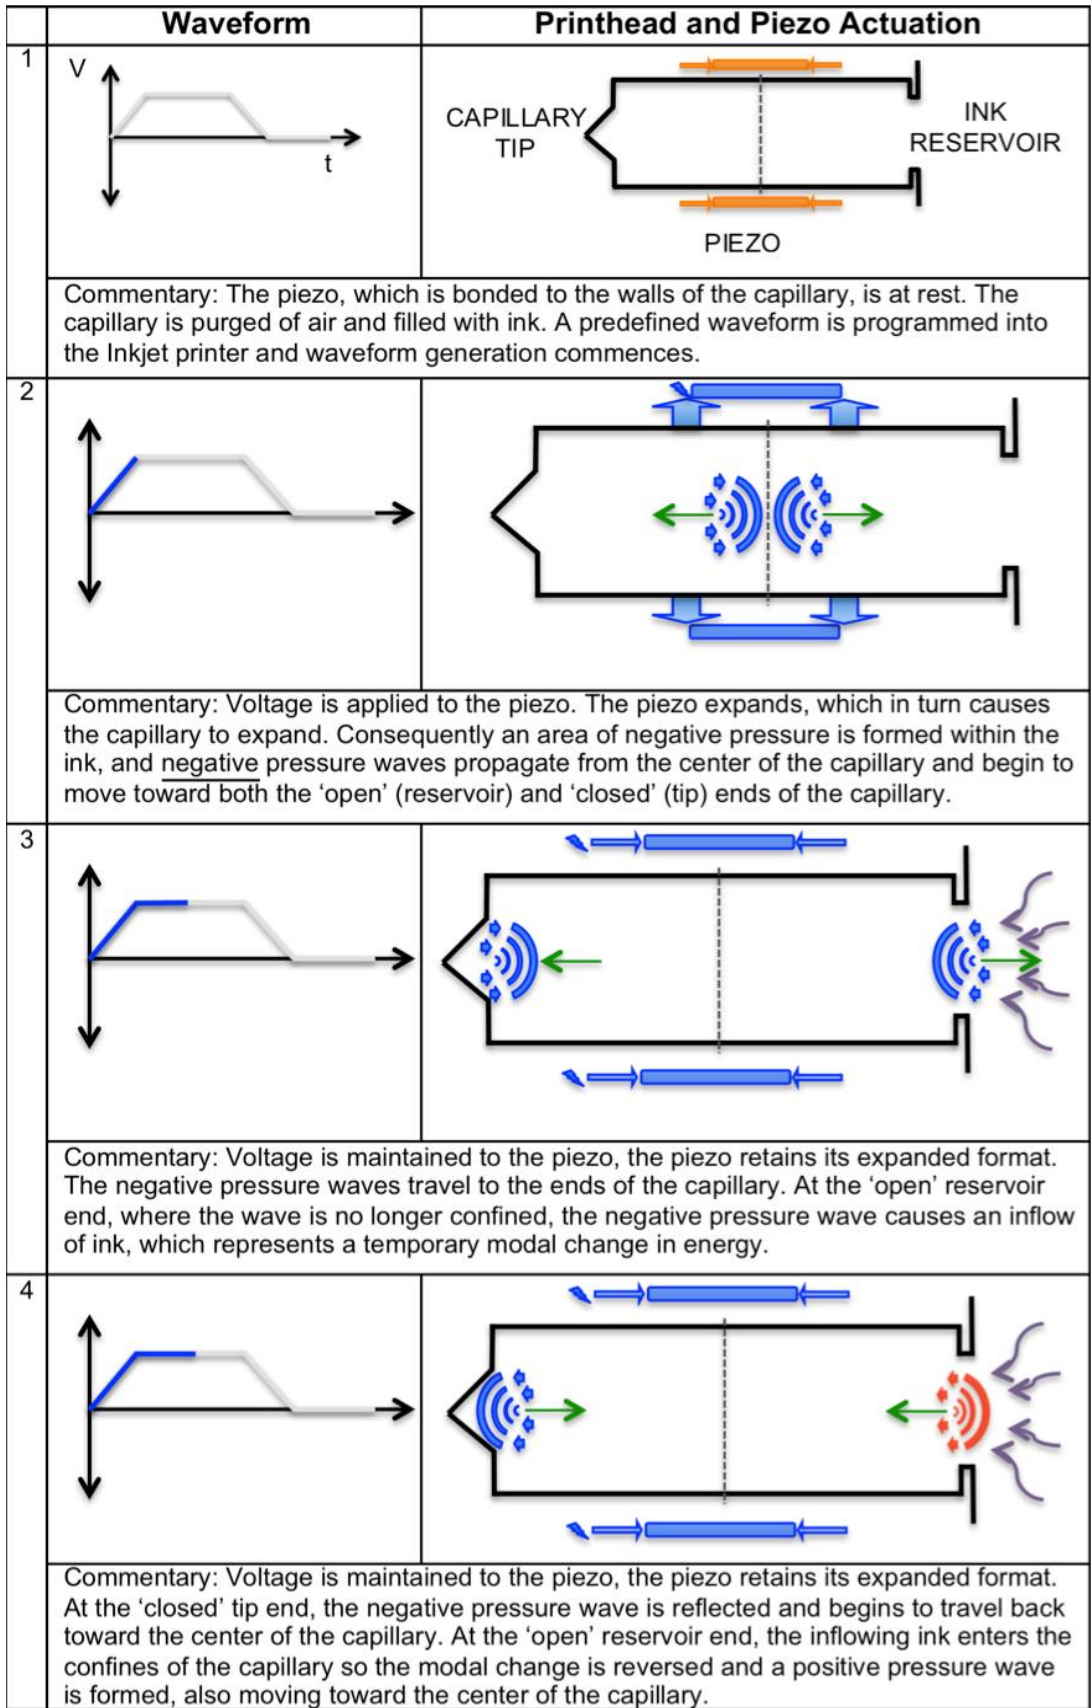 Waveform
Printhead and Piezo Actuation
1
V
t
CAPILLARY
TIP
INK
RESERVOIR
PIEZO
Commentary: The piezo, which is bonded to the walls of the capillary, is at rest. The
capillary is purged of air and filled with ink. A predefined waveform is programmed into
the Inkjet printer and waveform generation commences.
2
Commentary: Voltage is applied to the piezo. The piezo expands, which in turn causes
the capillary to expand. Consequently an area of negative pressure is formed within the
ink, and negative pressure waves propagate from the center of the capillary and begin to
move toward both the ‘open’ (reservoir) and ‘closed’ (tip) ends of the capillary.
3
Commentary: Voltage is maintained to the piezo, the piezo retains its expanded format.
The negative pressure waves travel to the ends of the capillary. At the ‘open’ reservoir
end, where the wave is no longer confined, the negative pressure wave causes an inflow
of ink, which represents a temporary modal change in energy.
4
Commentary: Voltage is maintained to the piezo, the piezo retains its expanded format.
At the ‘closed’ tip end, the negative pressure wave is reflected and begins to travel back
toward the center of the capillary. At the ‘open’ reservoir end, the inflowing ink enters the
confines of the capillary so the modal change is reversed and a positive pressure wave
is formed, also moving toward the center of the capillary.